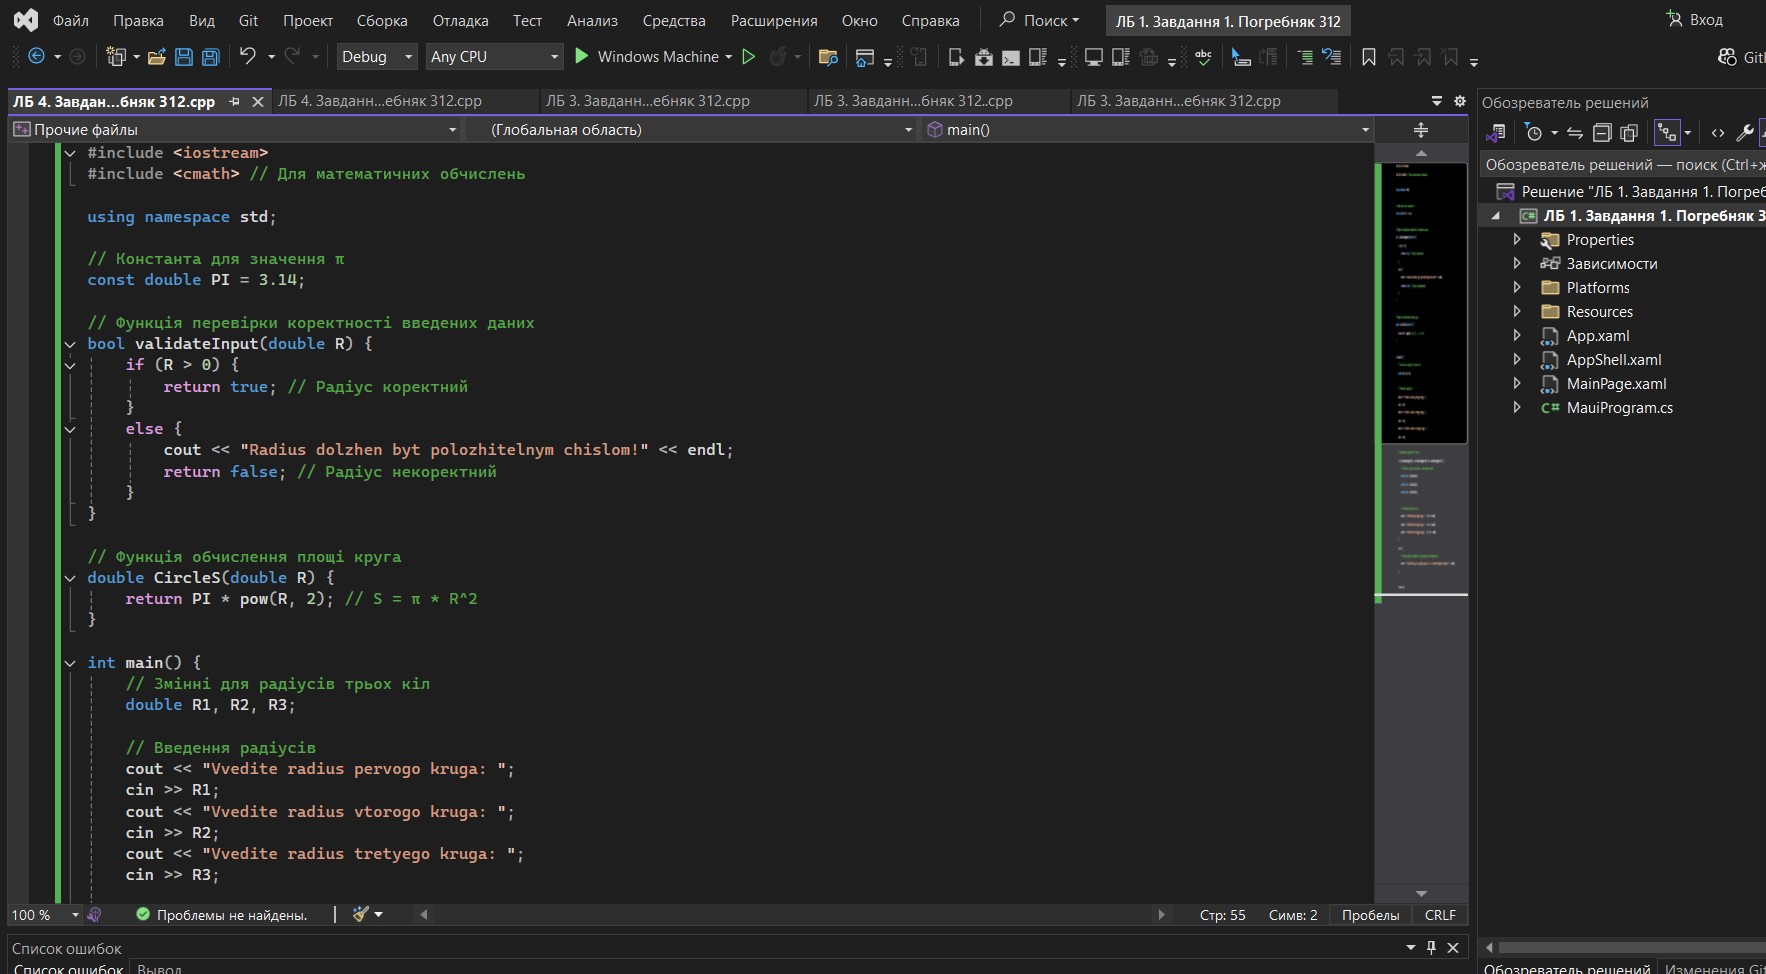 Файл Правка Вид Git Проект Сборка Отладка Тест Анализ Средства Расширения Окно Справка Поиск ЛБ 1. Завдання 1. Погребняк 312 Вход
Debug Any CPU Windows Machine abc
ЛБ 4. Завдан...бняк 312.cpp ЛБ 4. Завданн...ебняк 312.cpp ЛБ 3. Завданн...ебняк 312.cpp ЛБ 3. Завдан...бняк 312..cpp ЛБ 3. Завданн...ебняк 312.cpp
Прочие файлы (Глобальная область) main()
#include <iostream>
#include <cmath> // Для математичних обчислень
using namespace std;
// Константа для значення π
const double PI = 3.14;
// Функція перевірки коректності введених даних
bool validateInput(double R) {
if (R > 0) {
return true; // Радіус коректний
}
else {
cout << "Radius dolzhen byt polozhitelnym chislom!" << endl;
return false; // Радіус некоректний
}
}
// Функція обчислення площі круга
double CircleS(double R) {
return PI * pow(R, 2); // S = π * R^2
}
int main() {
// Змінні для радіусів трьох кіл
double R1, R2, R3;
// Введення радіусів
cout << "Vvedite radius pervogo kruga: ";
cin >> R1;
cout << "Vvedite radius vtorogo kruga: ";
cin >> R2;
cout << "Vvedite radius tretyego kruga: ";
cin >> R3;
100 % Проблемы не найдены. Стр: 55 Симв: 2 Пробелы CRLF
Список ошибок
Список ошибок Вывод
Обозреватель решений
Обозреватель решений — поиск (Ctrl+ж
Решение "ЛБ 1. Завдання 1. Погреб
C# ЛБ 1. Завдання 1. Погребняк 3
Properties
Зависимости
Platforms
Resources
App.xaml
AppShell.xaml
MainPage.xaml
C# MauiProgram.cs
Обозреватель решений Изменения Gi